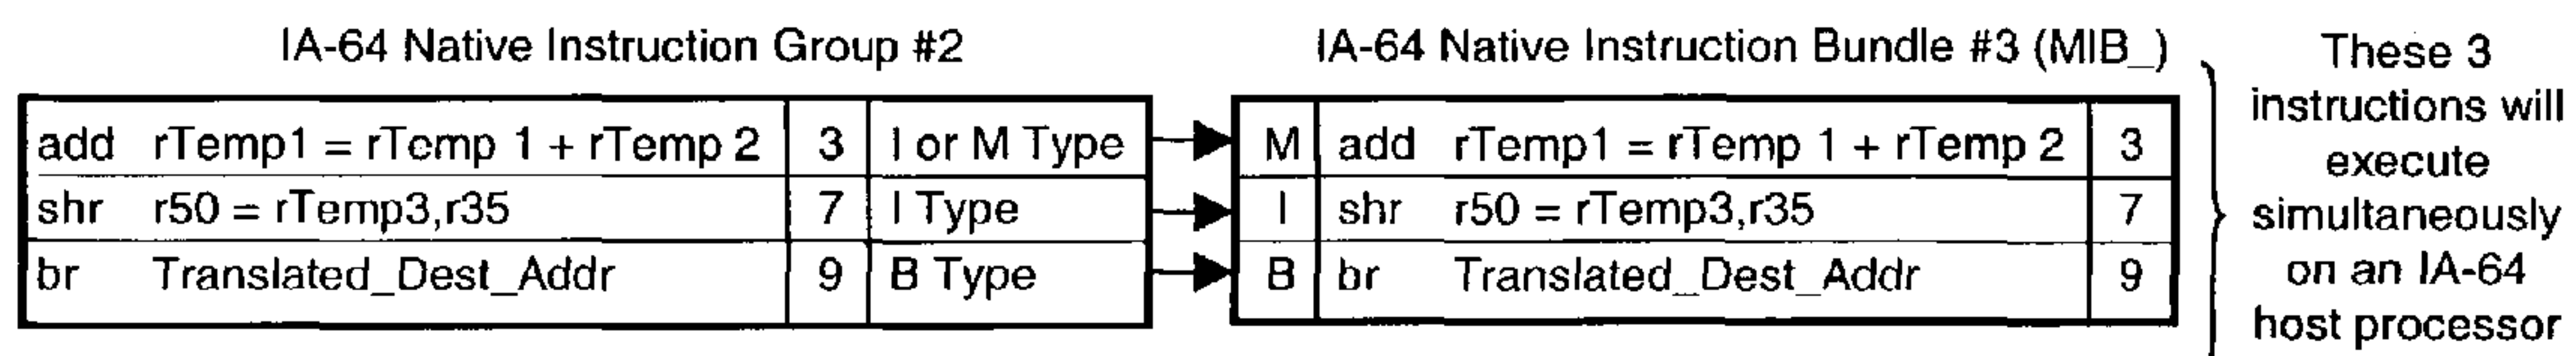 IA-64 Native Instruction Group #2
add rTemp1 = rTemp 1 + rTemp 2 3 I or M Type
shr r50 = rTemp3,r35 7 I Type
br Translated_Dest_Addr 9 B Type
IA-64 Native Instruction Bundle #3 (MIB_)
M add rTemp1 = rTemp 1 + rTemp 2 3
I shr r50 = rTemp3,r35 7
B br Translated_Dest_Addr 9
These 3
instructions will
execute
simultaneously
on an IA-64
host processor